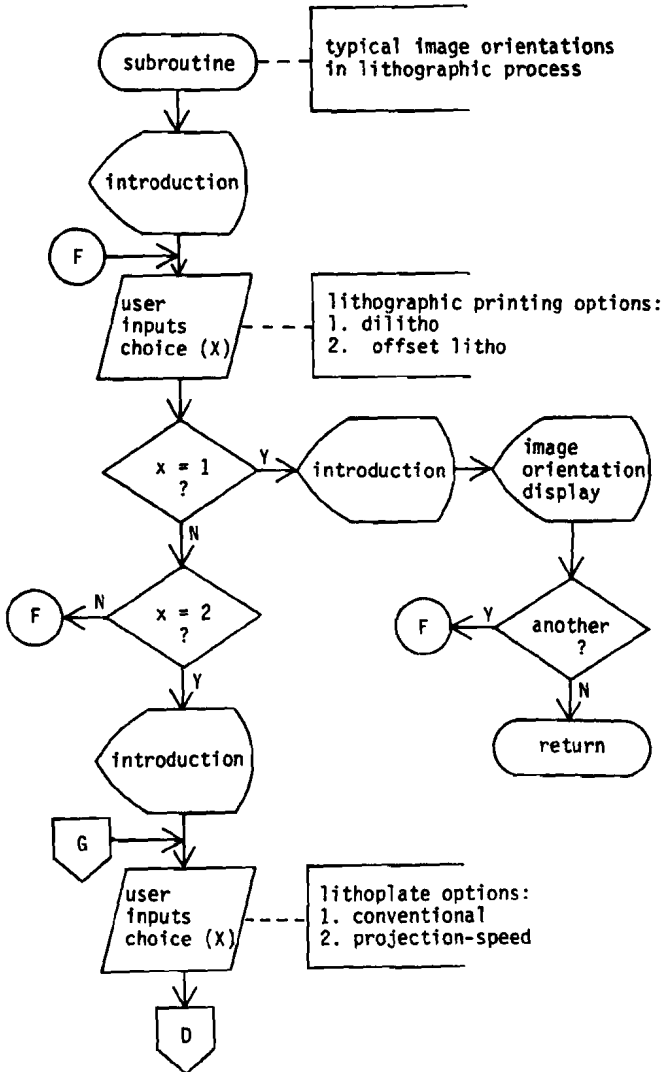 subroutine
typical image orientations
in lithographic process
introduction
F
user
inputs
choice (X)
lithographic printing options:
1. dilitho
2. offset litho
x = 1
?
Y
introduction
image
orientation
display
N
F
N
x = 2
?
F
Y
another
?
Y
N
introduction
return
G
user
inputs
choice (X)
lithoplate options:
1. conventional
2. projection-speed
D